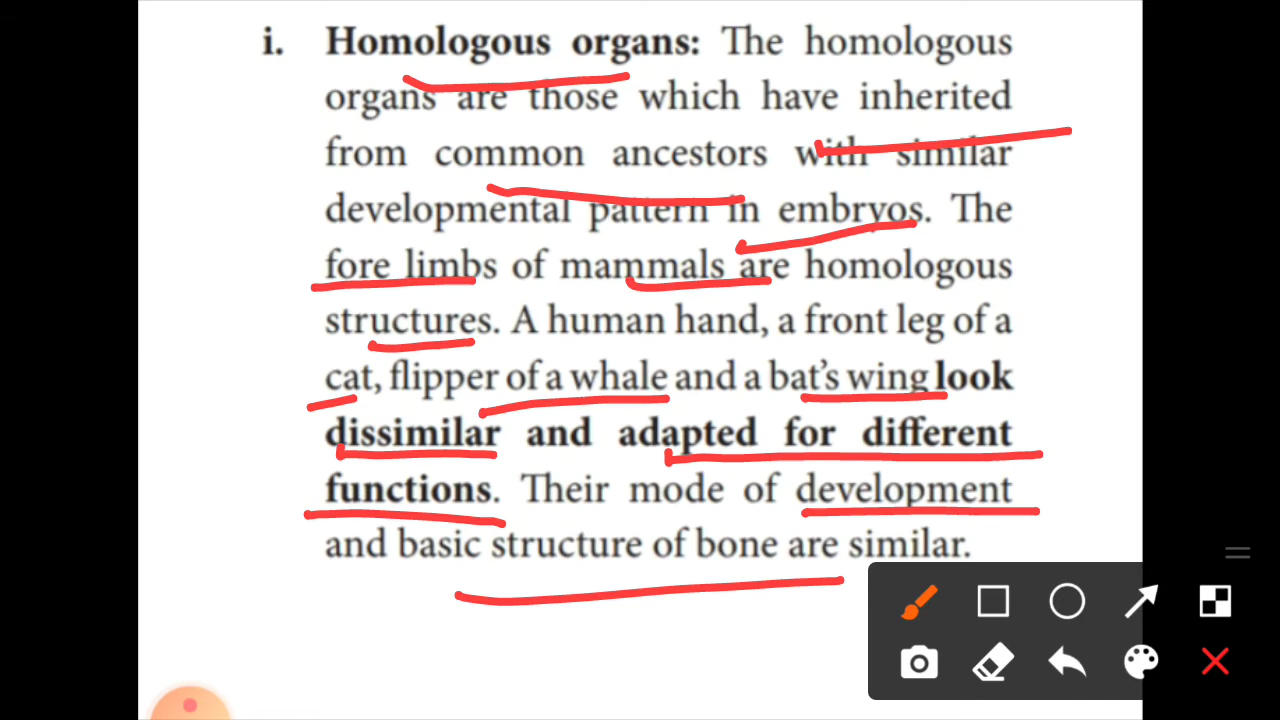 i. Homologous organs: The homologous
organs are those which have inherited
from common ancestors with similar
developmental pattern in embryos. The
fore limbs of mammals are homologous
structures. A human hand, a front leg of a
cat, flipper of a whale and a bat's wing look
dissimilar and adapted for different
functions. Their mode of development
and basic structure of bone are similar.